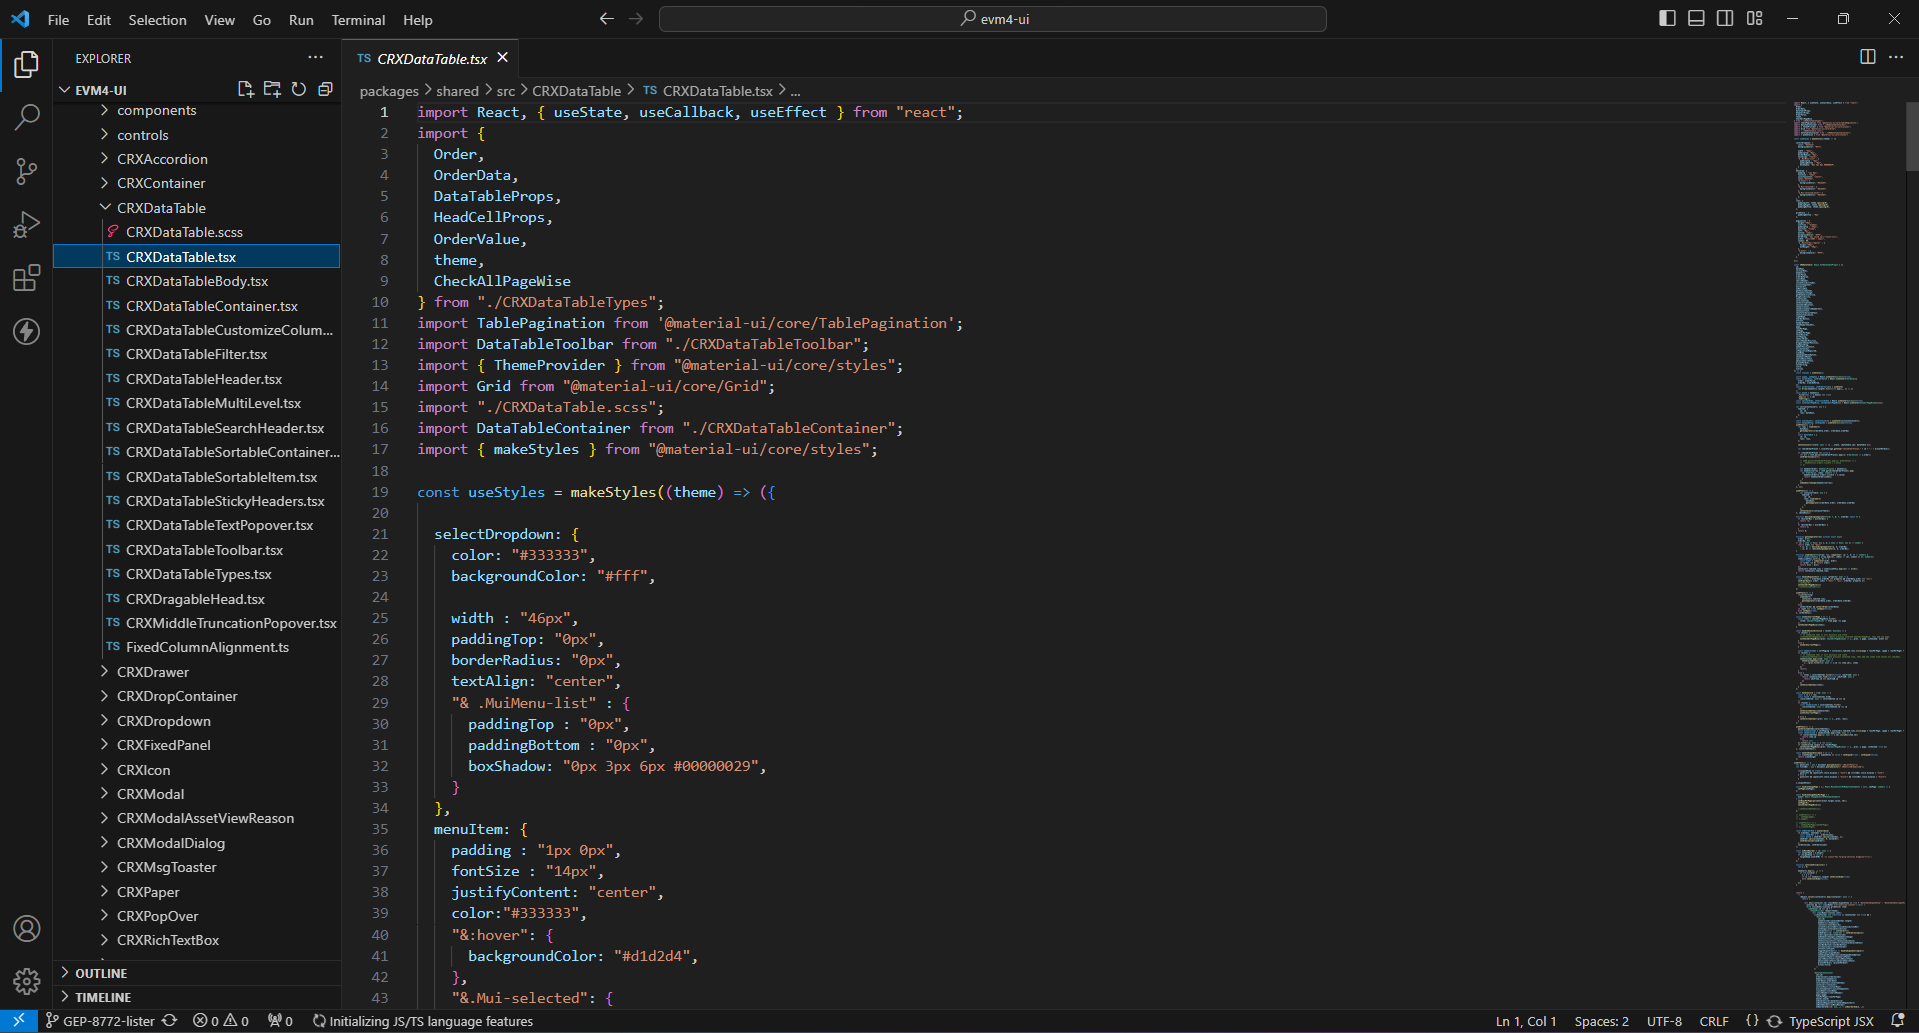 File Edit Selection View Go Run Terminal Help
evm4-ui
EXPLORER
EVM4-UI
components
controls
CRXAccordion
CRXContainer
CRXDataTable
CRXDataTable.scss
TS CRXDataTable.tsx
TS CRXDataTableBody.tsx
TS CRXDataTableContainer.tsx
TS CRXDataTableCustomizeColum...
TS CRXDataTableFilter.tsx
TS CRXDataTableHeader.tsx
TS CRXDataTableMultiLevel.tsx
TS CRXDataTableSearchHeader.tsx
TS CRXDataTableSortableContainer...
TS CRXDataTableSortableItem.tsx
TS CRXDataTableStickyHeaders.tsx
TS CRXDataTableTextPopover.tsx
TS CRXDataTableToolbar.tsx
TS CRXDataTableTypes.tsx
TS CRXDragableHead.tsx
TS CRXMiddleTruncationPopover.tsx
TS FixedColumnAlignment.ts
CRXDrawer
CRXDropContainer
CRXDropdown
CRXFixedPanel
CRXIcon
CRXModal
CRXModalAssetViewReason
CRXModalDialog
CRXMsgToaster
CRXPaper
CRXPopOver
CRXRichTextBox
OUTLINE
TIMELINE
TS CRXDataTable.tsx
packages > shared > src > CRXDataTable > TS CRXDataTable.tsx > ...
1 import React, { useState, useCallback, useEffect } from "react";
2 import {
3 Order,
4 OrderData,
5 DataTableProps,
6 HeadCellProps,
7 OrderValue,
8 theme,
9 CheckAllPageWise
10 } from "./CRXDataTableTypes";
11 import TablePagination from '@material-ui/core/TablePagination';
12 import DataTableToolbar from "./CRXDataTableToolbar";
13 import { ThemeProvider } from "@material-ui/core/styles";
14 import Grid from "@material-ui/core/Grid";
15 import "./CRXDataTable.scss";
16 import DataTableContainer from "./CRXDataTableContainer";
17 import { makeStyles } from "@material-ui/core/styles";
18
19 const useStyles = makeStyles((theme) => ({
20
21 selectDropdown: {
22 color: "#333333",
23 backgroundColor: "#fff",
24
25 width : "46px",
26 paddingTop: "0px",
27 borderRadius: "0px",
28 textAlign: "center",
29 "& .MuiMenu-list" : {
30 paddingTop : "0px",
31 paddingBottom : "0px",
32 boxShadow: "0px 3px 6px #00000029",
33 }
34 },
35 menuItem: {
36 padding : "1px 0px",
37 fontSize : "14px",
38 justifyContent: "center",
39 color:"#333333",
40 "&:hover": {
41 backgroundColor: "#d1d2d4",
42 },
43 "&.Mui-selected": {
GEP-8772-lister 0 0 0 Initializing JS/TS language features
Ln 1, Col 1 Spaces: 2 UTF-8 CRLF {} TypeScript JSX